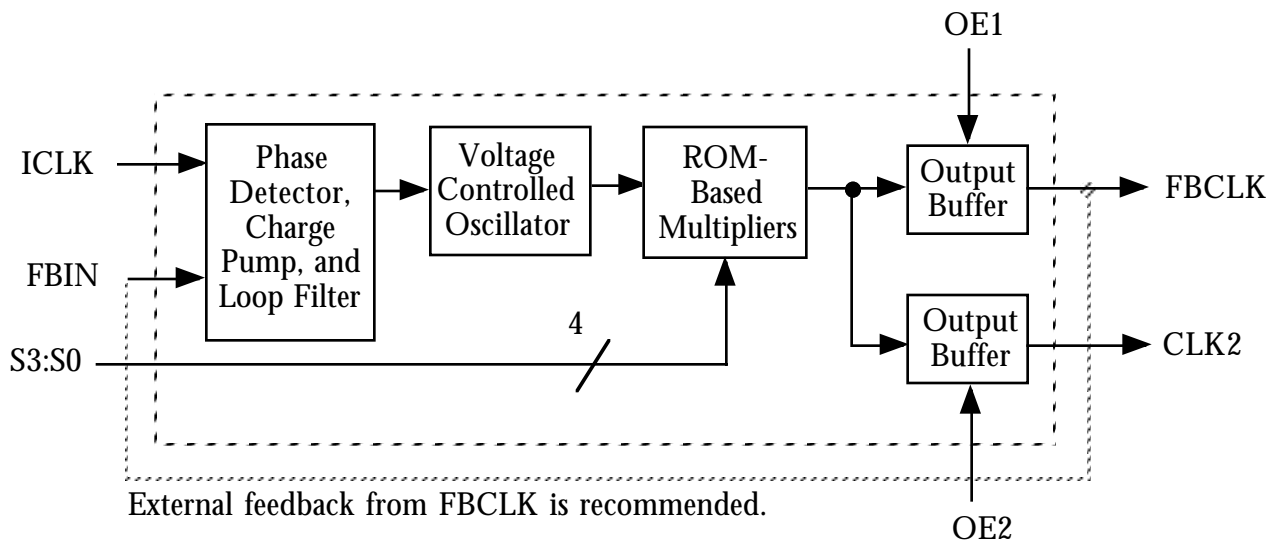 OE1
ICLK
FBIN
S3:S0
Phase
Detector,
Charge
Pump, and
Loop Filter
Voltage
Controlled
Oscillator
ROM-
Based
Multipliers
4
Output
Buffer
FBCLK
Output
Buffer
CLK2
External feedback from FBCLK is recommended.
OE2